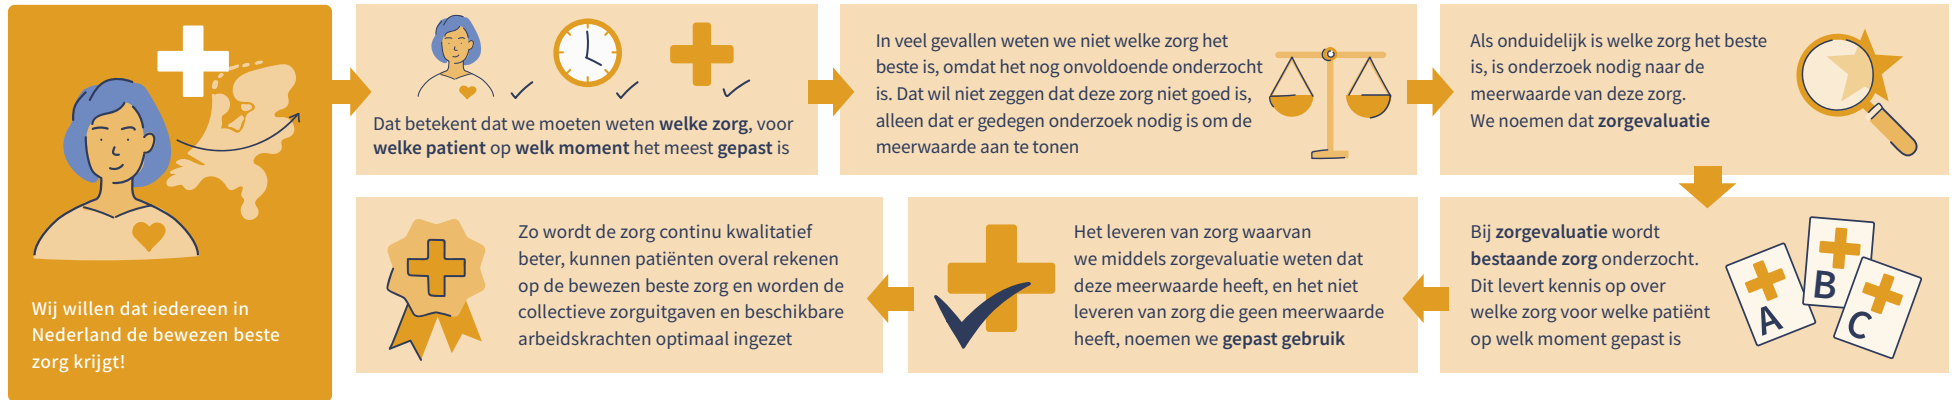 Wij willen dat iedereen in
Nederland de bewezen beste
zorg krijgt!
Dat betekent dat we moeten weten welke zorg, voor
welke patient op welk moment het meest gepast is
In veel gevallen weten we niet welke zorg het
beste is, omdat het nog onvoldoende onderzocht
is. Dat wil niet zeggen dat deze zorg niet goed is,
alleen dat er gedegen onderzoek nodig is om de
meerwaarde aan te tonen
Als onduidelijk is welke zorg het beste
is, is onderzoek nodig naar de
meerwaarde van deze zorg.
We noemen dat zorgevaluatie
Bij zorgevaluatie wordt
bestaande zorg onderzocht.
Dit levert kennis op over
welke zorg voor welke patiënt
op welk moment gepast is
A
B
C
Het leveren van zorg waarvan
we middels zorgevaluatie weten dat
deze meerwaarde heeft, en het niet
leveren van zorg die geen meerwaarde
heeft, noemen we gepast gebruik
Zo wordt de zorg continu kwalitatief
beter, kunnen patiënten overal rekenen
op de bewezen beste zorg en worden de
collectieve zorguitgaven en beschikbare
arbeidskrachten optimaal ingezet